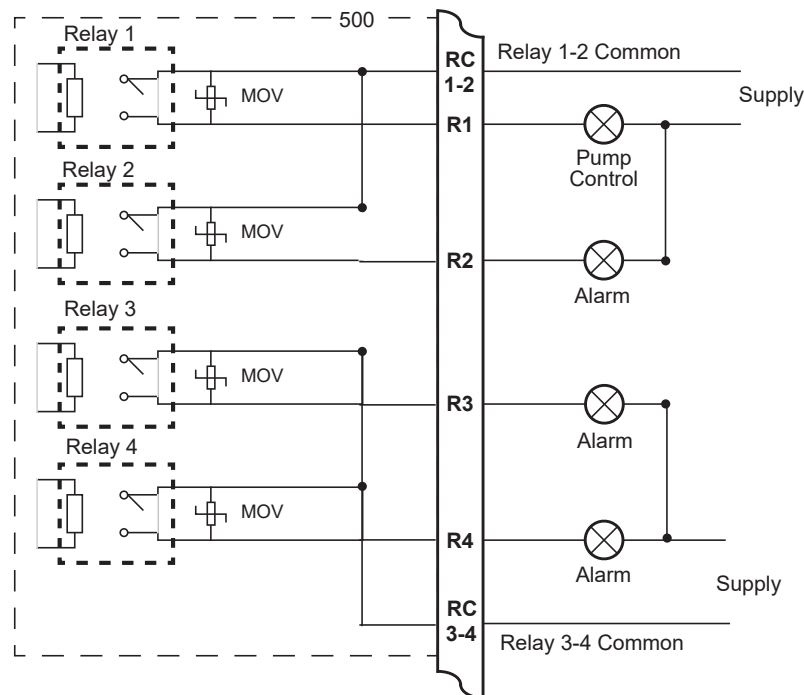 500
Relay 1
MOV
RC
1-2
Relay 1-2 Common
Supply
R1
Pump
Control
Relay 2
MOV
R2
Alarm
Relay 3
MOV
R3
Alarm
Relay 4
MOV
R4
Alarm
Supply
RC
3-4
Relay 3-4 Common